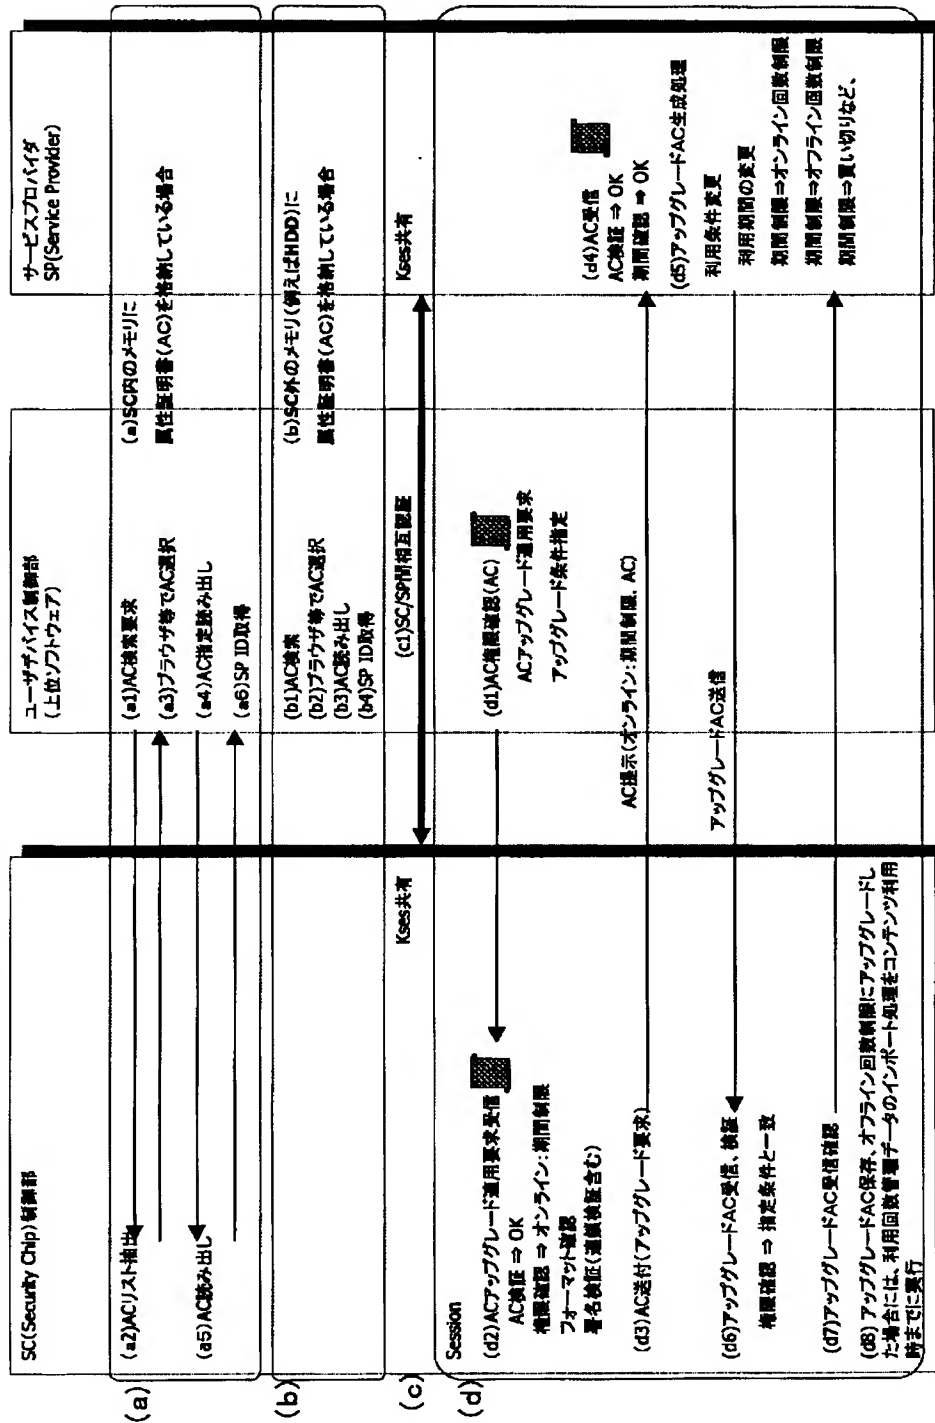 SC(Security Chip)制御部
ユーザデバイス制御部
(上位ソフトウェア)
サービスプロバイダ
SP(Service Provider)
(a)
(a)SC内のメモリに
属性証明書(AC)を格納している場合
(a1)AC検索要求
(a2)ACリスト抽出
(a3)ブラウザ等でAC選択
(a4)AC指定読み出し
(a5)AC読み出し
(a6)SP ID取得
(b)
(b)SC外のメモリ(例えばHDD)に
属性証明書(AC)を格納している場合
(b1)AC検索
(b2)ブラウザ等でAC選択
(b3)AC読み出し
(b4)SP ID取得
(c)
(c1)SC/SP間相互認証
Kses共有
Kses共有
(d)
Session
(d1)AC権限確認(AC)
ACアップグレード適用要求
アップグレード条件指定
(d2)ACアップグレード適用要求受信
AC検証 ⇒ OK
権限確認 ⇒ オンライン:期間制限
フォーマット確認
署名検証(連鎖検証含む)
(d3)AC送付(アップグレード要求)
AC提示(オンライン:期間制限、AC)
(d4)AC受信
AC検証 ⇒ OK
期間確認 ⇒ OK
(d5)アップグレードAC生成処理
利用条件変更
利用期間の変更
期間制限⇒オンライン回数制限
期間制限⇒オフライン回数制限
期間制限⇒買い切りなど、
アップグレードAC送信
(d6)アップグレードAC受信、検証
権限確認 ⇒ 指定条件と一致
(d7)アップグレードAC受信確認
(d8) アップグレードAC保存、オフライン回数制限にアップグレードし
た場合には、利用回数管理データのインポート処理をコンテンツ利用
時までに実行